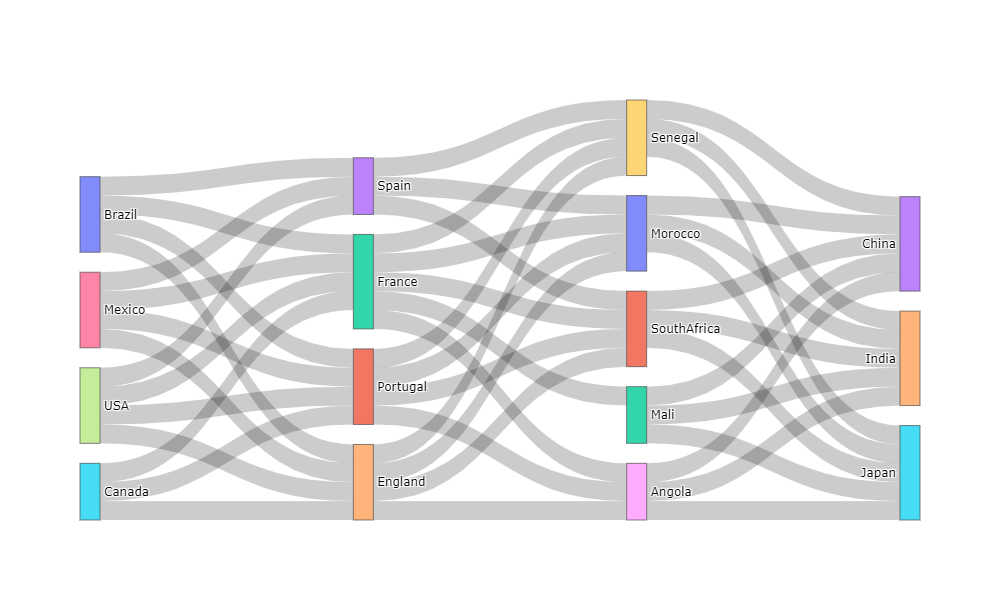 Brazil
Mexico
USA
Canada
Spain
France
Portugal
England
Senegal
Morocco
SouthAfrica
Mali
Angola
China
India
Japan